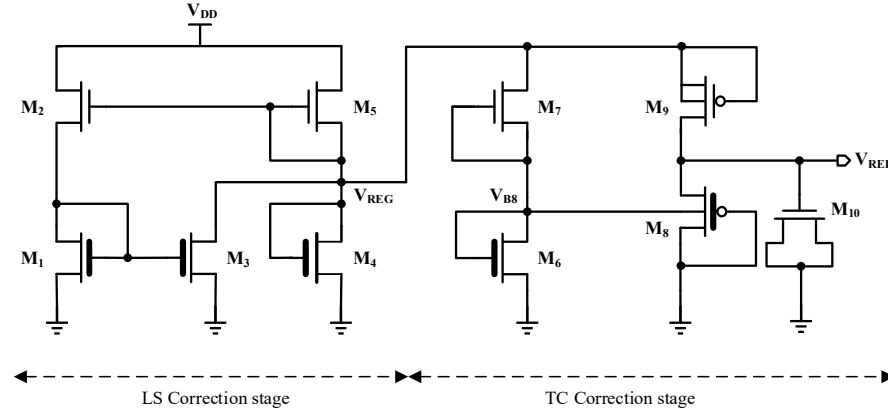 VDD
M2
M5
M7
M9
VREF
VREG
VB8
M10
M8
M1
M3
M4
M6
LS Correction stage
TC Correction stage